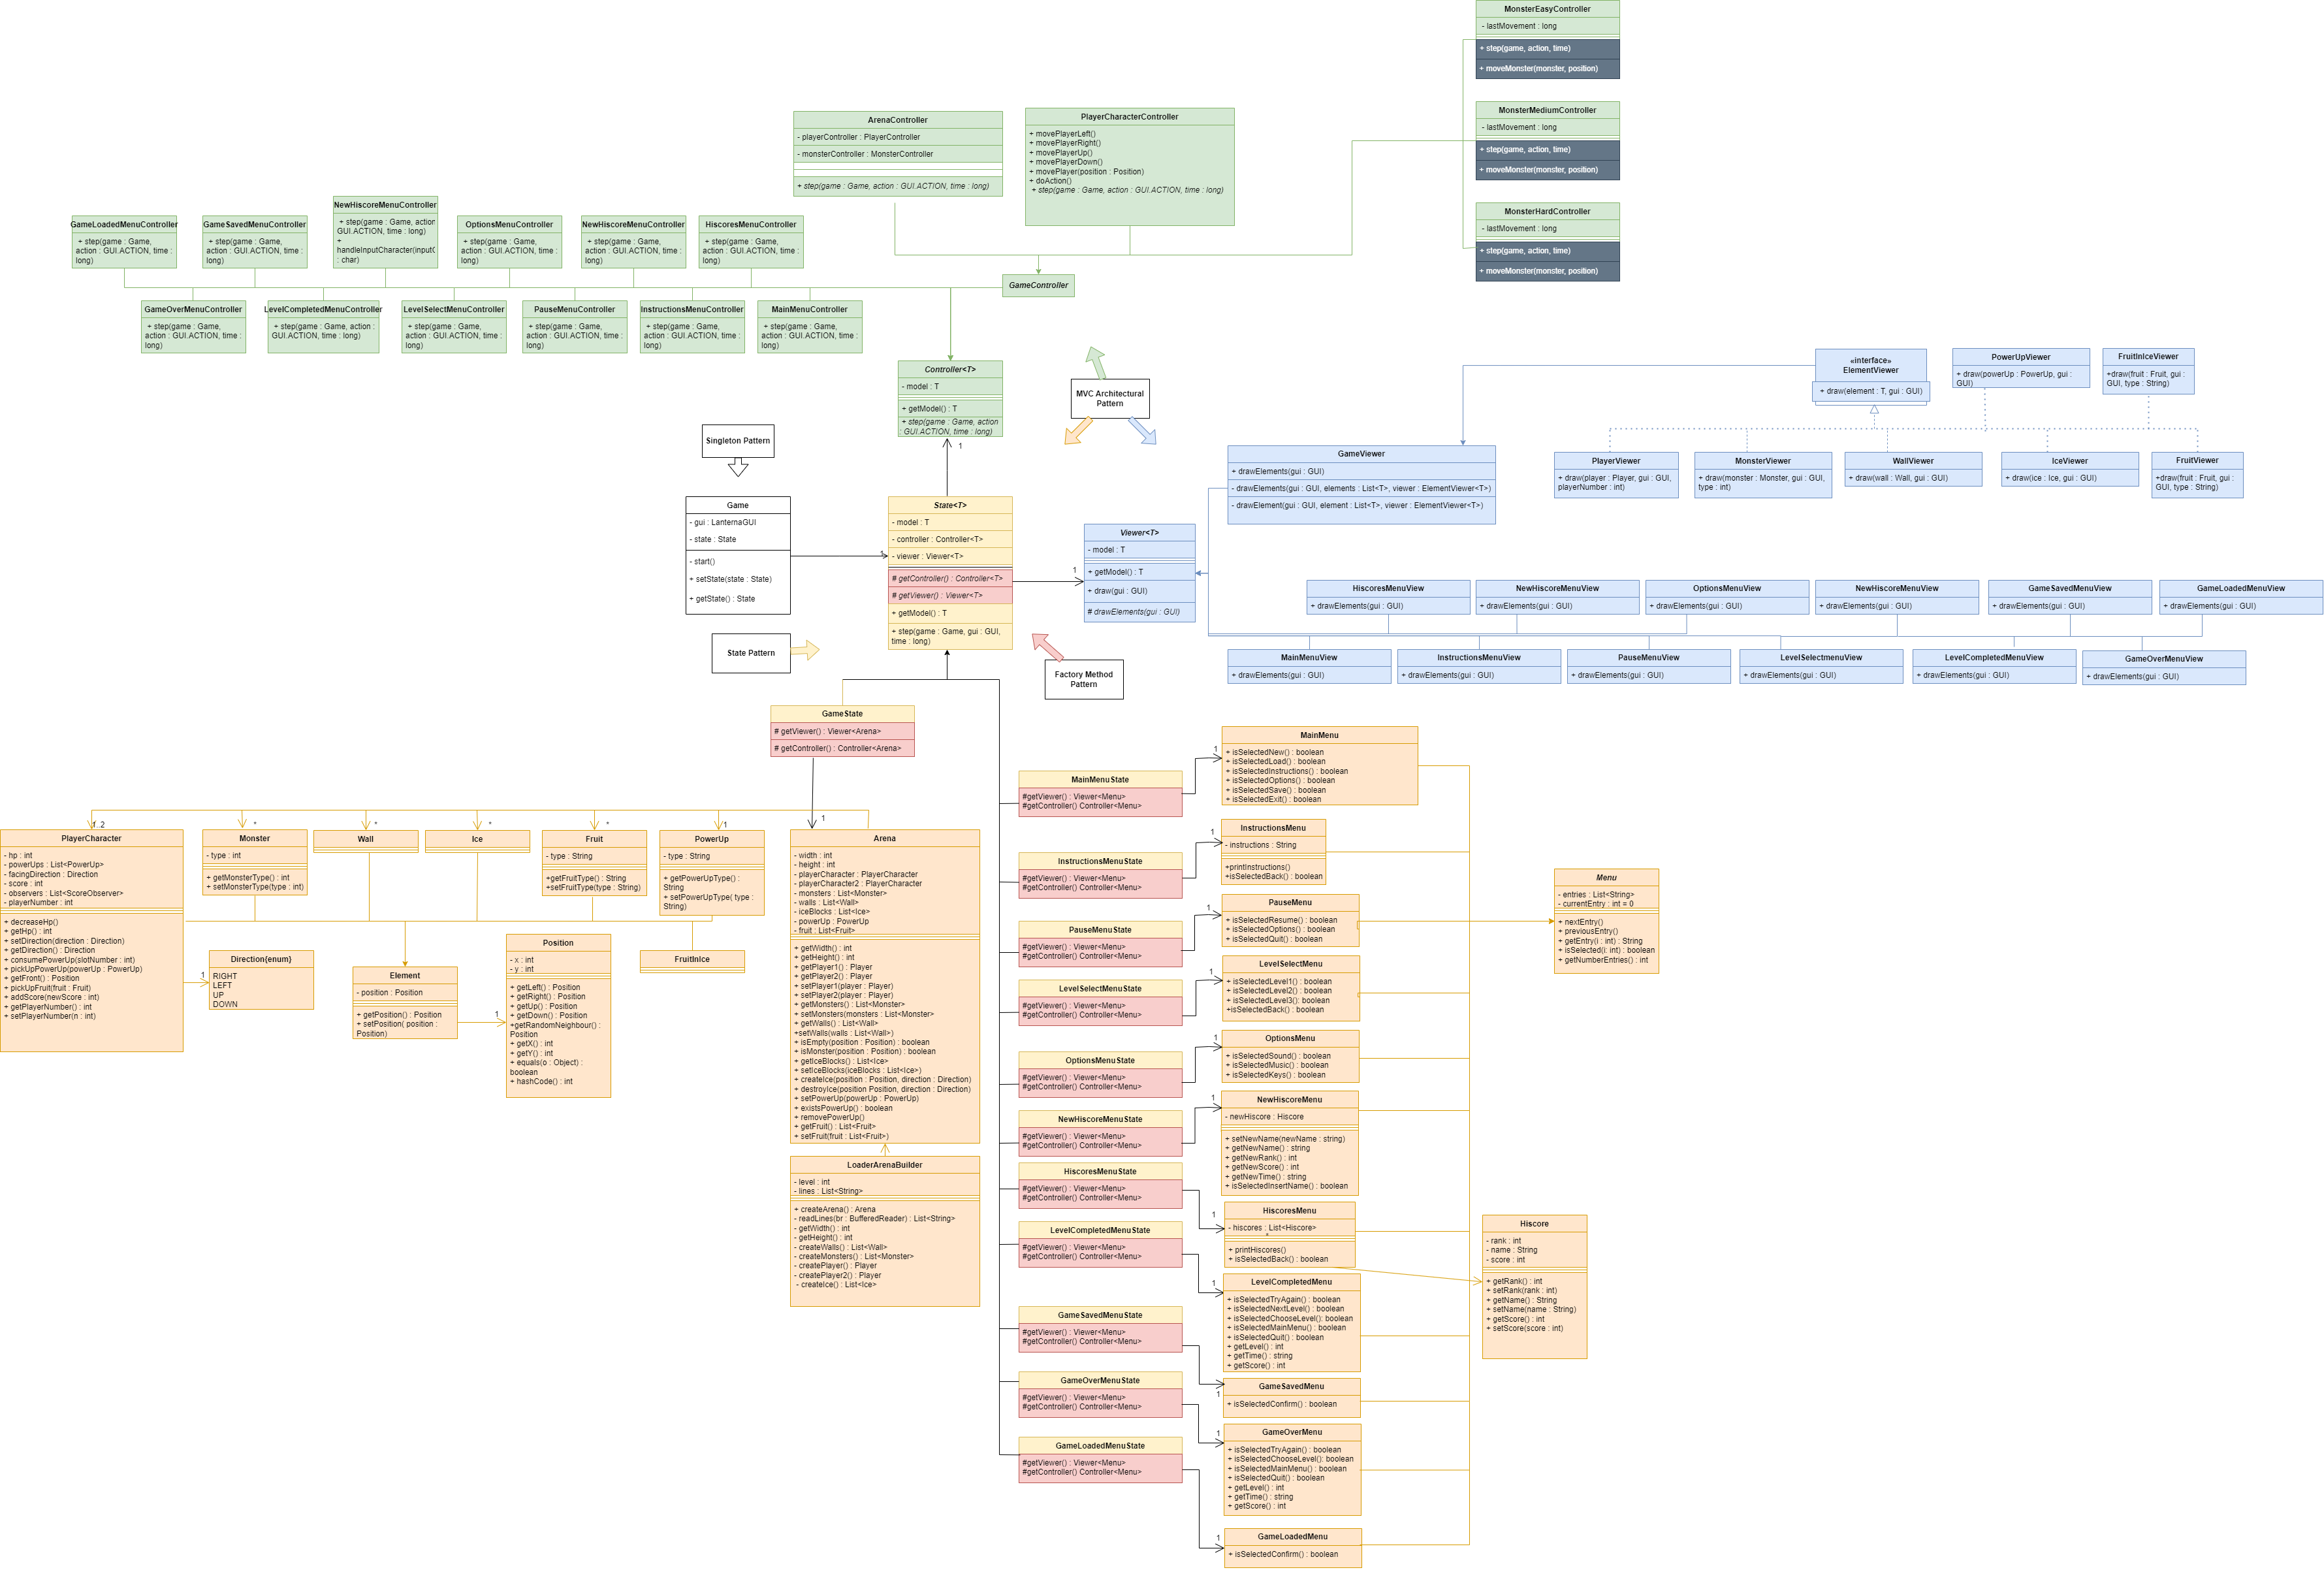 MonsterEasyController
- lastMovement : long
+ step(game, action, time)
+ moveMonster(monster, position)
MonsterMediumController
- lastMovement : long
+ step(game, action, time)
+ moveMonster(monster, position)
MonsterHardController
- lastMovement : long
+ step(game, action, time)
+ moveMonster(monster, position)
ArenaController
- playerController : PlayerController
- monsterController : MonsterController
+ step(game : Game, action : GUI.ACTION, time : long)
PlayerCharacterController
+ movePlayerLeft()
+ movePlayerRight()
+ movePlayerUp()
+ movePlayerDown()
+ movePlayer(position : Position)
+ doAction()
+ step(game : Game, action : GUI.ACTION, time : long)
GameLoadedMenuController
+ step(game : Game,
action : GUI.ACTION, time :
long)
GameSavedMenuController
+ step(game : Game,
action : GUI.ACTION, time :
long)
NewHiscoreMenuController
+ step(game : Game, action
GUI.ACTION, time : long)
+
handleInputCharacter(input
: char)
OptionsMenuController
+ step(game : Game,
action : GUI.ACTION, time :
long)
NewHiscoreMenuController
+ step(game : Game,
action : GUI.ACTION, time :
long)
HiscoresMenuController
+ step(game : Game,
action : GUI.ACTION, time :
long)
GameController
GameOverMenuController
+ step(game : Game,
action : GUI.ACTION, time :
long)
LevelCompletedMenuController
+ step(game : Game, action :
GUI.ACTION, time : long)
LevelSelectMenuController
+ step(game : Game,
action : GUI.ACTION, time :
long)
PauseMenuController
+ step(game : Game,
action : GUI.ACTION, time :
long)
InstructionsMenuController
+ step(game : Game,
action : GUI.ACTION, time :
long)
MainMenuController
+ step(game : Game,
action : GUI.ACTION, time :
long)
Controller<T>
- model : T
+ getModel() : T
+ step(game : Game, action
: GUI.ACTION, time : long)
1
MVC Architectural
Pattern
Singleton Pattern
Game
- gui : LanternaGUI
- state : State
- start()
+ setState(state : State)
+ getState() : State
1
State<T>
- model : T
- controller : Controller<T>
- viewer : Viewer<T>
# getController() : Controller<T>
# getViewer() : Viewer<T>
+ getModel() : T
+ step(game : Game, gui : GUI,
time : long)
1
State Pattern
Factory Method
Pattern
Viewer<T>
- model : T
+ getModel() : T
+ draw(gui : GUI)
# drawElements(gui : GUI)
GameViewer
+ drawElements(gui : GUI)
- drawElements(gui : GUI, elements : List<T>, viewer : ElementViewer<T>)
- drawElement(gui : GUI, element : List<T>, viewer : ElementViewer<T>)
«interface»
ElementViewer
+ draw(element : T, gui : GUI)
PowerUpViewer
+ draw(powerUp : PowerUp, gui :
GUI)
FruitInIceViewer
+draw(fruit : Fruit, gui :
GUI, type : String)
PlayerViewer
+ draw(player : Player, gui : GUI,
playerNumber : int)
MonsterViewer
+ draw(monster : Monster, gui : GUI,
type : int)
WallViewer
+ draw(wall : Wall, gui : GUI)
IceViewer
+ draw(ice : Ice, gui : GUI)
FruitViewer
+draw(fruit : Fruit, gui :
GUI, type : String)
HiscoresMenuView
+ drawElements(gui : GUI)
NewHiscoreMenuView
+ drawElements(gui : GUI)
OptionsMenuView
+ drawElements(gui : GUI)
NewHiscoreMenuView
+ drawElements(gui : GUI)
GameSavedMenuView
+ drawElements(gui : GUI)
GameLoadedMenuView
+ drawElements(gui : GUI)
MainMenuView
+ drawElements(gui : GUI)
InstructionsMenuView
+ drawElements(gui : GUI)
PauseMenuView
+ drawElements(gui : GUI)
LevelSelectmenuView
+ drawElements(gui : GUI)
LevelCompletedMenuView
+ drawElements(gui : GUI)
GameOverMenuView
+ drawElements(gui : GUI)
GameState
# getViewer() : Viewer<Arena>
# getController() : Controller<Arena>
1..2
*
*
*
*
1
1
PlayerCharacter
- hp : int
- powerUps : List<PowerUp>
- facingDirection : Direction
- score : int
- observers : List<ScoreObserver>
- playerNumber : int
+ decreaseHp()
+ getHp() : int
+ setDirection(direction : Direction)
+ getDirection() : Direction
+ consumePowerUp(slotNumber : int)
+ pickUpPowerUp(powerUp : PowerUp)
+ getFront() : Position
+ pickUpFruit(fruit : Fruit)
+ addScore(newScore : int)
+ getPlayerNumber() : int
+ setPlayerNumber(n : int)
Monster
- type : int
+ getMonsterType() : int
+ setMonsterType(type : int)
Wall
Ice
Fruit
- type : String
+getFruitType() : String
+setFruitType(type : String)
PowerUp
- type : String
+ getPowerUpType() :
String
+ setPowerUpType( type :
String)
1
Direction{enum}
RIGHT
LEFT
UP
DOWN
Element
- position : Position
+ getPosition() : Position
+ setPosition( position :
Position)
1
Position
- x : int
- y : int
+ getLeft() : Position
+ getRight() : Position
+ getUp() : Position
+ getDown() : Position
+getRandomNeighbour() :
Position
+ getX() : int
+ getY() : int
+ equals(o : Object) :
boolean
+ hashCode() : int
FruitInIce
Arena
- width : int
- height : int
- playerCharacter : PlayerCharacter
- playerCharacter2 : PlayerCharacter
- monsters : List<Monster>
- walls : List<Wall>
- iceBlocks : List<Ice>
- powerUp : PowerUp
- fruit : List<Fruit>
+ getWidth() : int
+ getHeight() : int
+ getPlayer1() : Player
+ getPlayer2() : Player
+ setPlayer1(player : Player)
+ setPlayer2(player : Player)
+ getMonsters() : List<Monster>
+ setMonsters(monsters : List<Monster>
+ getWalls() : List<Wall>
+setWalls(walls : List<Wall>)
+ isEmpty(position : Position) : boolean
+ isMonster(position : Position) : boolean
+ getIceBlocks() : List<Ice>
+ setIceBlocks(iceBlocks : List<Ice>)
+ createIce(position : Position, direction : Direction)
+ destroyIce(position Position, direction : Direction)
+ setPowerUp(powerUp : PowerUp)
+ existsPowerUp() : boolean
+ removePowerUp()
+ getFruit() : List<Fruit>
+ setFruit(fruit : List<Fruit>)
LoaderArenaBuilder
- level : int
- lines : List<String>
+ createArena() : Arena
- readLines(br : BufferedReader) : List<String>
- getWidth() : int
- getHeight() : int
- createWalls() : List<Wall>
- createMonsters() : List<Monster>
- createPlayer() : Player
- createPlayer2() : Player
- createIce() : List<Ice>
MainMenuState
#getViewer() : Viewer<Menu>
#getController() Controller<Menu>
1
MainMenu
+ isSelectedNew() : boolean
+ isSelectedLoad() : boolean
+ isSelectedInstructions() : boolean
+ isSelectedOptions() : boolean
+ isSelectedSave() : boolean
+ isSelectedExit() : boolean
InstructionsMenuState
#getViewer() : Viewer<Menu>
#getController() Controller<Menu>
1
InstructionsMenu
- instructions : String
+printInstructions()
+isSelectedBack() : boolean
PauseMenuState
#getViewer() : Viewer<Menu>
#getController() Controller<Menu>
1
PauseMenu
+ isSelectedResume() : boolean
+ isSelectedOptions() : boolean
+ isSelectedQuit() : boolean
LevelSelectMenuState
#getViewer() : Viewer<Menu>
#getController() Controller<Menu>
1
LevelSelectMenu
+ isSelectedLevel1() : boolean
+ isSelectedLevel2() : boolean
+ isSelectedLevel3(): boolean
+isSelectedBack() : boolean
OptionsMenuState
#getViewer() : Viewer<Menu>
#getController() Controller<Menu>
1
OptionsMenu
+ isSelectedSound() : boolean
+ isSelectedMusic() : boolean
+ isSelectedKeys() : boolean
NewHiscoreMenuState
#getViewer() : Viewer<Menu>
#getController() Controller<Menu>
1
NewHiscoreMenu
- newHiscore : Hiscore
+ setNewName(newName : string)
+ getNewName() : string
+ getNewRank() : int
+ getNewScore() : int
+ getNewTime() : string
+ isSelectedInsertName() : boolean
HiscoresMenuState
#getViewer() : Viewer<Menu>
#getController() Controller<Menu>
1
HiscoresMenu
- hiscores : List<Hiscore>
*
+ printHiscores()
+ isSelectedBack() : boolean
LevelCompletedMenuState
#getViewer() : Viewer<Menu>
#getController() Controller<Menu>
1
LevelCompletedMenu
+ isSelectedTryAgain() : boolean
+ isSelectedNextLevel() : boolean
+ isSelectedChooseLevel(): boolean
+ isSelectedMainMenu() : boolean
+ isSelectedQuit() : boolean
+ getLevel() : int
+ getTime() : string
+ getScore() : int
GameSavedMenuState
#getViewer() : Viewer<Menu>
#getController() Controller<Menu>
1
GameSavedMenu
+ isSelectedConfirm() : boolean
GameOverMenuState
#getViewer() : Viewer<Menu>
#getController() Controller<Menu>
1
GameOverMenu
+ isSelectedTryAgain() : boolean
+ isSelectedChooseLevel(): boolean
+ isSelectedMainMenu() : boolean
+ isSelectedQuit() : boolean
+ getLevel() : int
+ getTime() : string
+ getScore() : int
GameLoadedMenuState
#getViewer() : Viewer<Menu>
#getController() Controller<Menu>
1
GameLoadedMenu
+ isSelectedConfirm() : boolean
Menu
- entries : List<String>
- currentEntry : int = 0
+ nextEntry()
+ previousEntry()
+ getEntry(i : int) : String
+ isSelected(i: int) : boolean
+ getNumberEntries() : int
Hiscore
- rank : int
- name : String
- score : int
+ getRank() : int
+ setRank(rank : int)
+ getName() : String
+ setName(name : String)
+ getScore() : int
+ setScore(score : int)